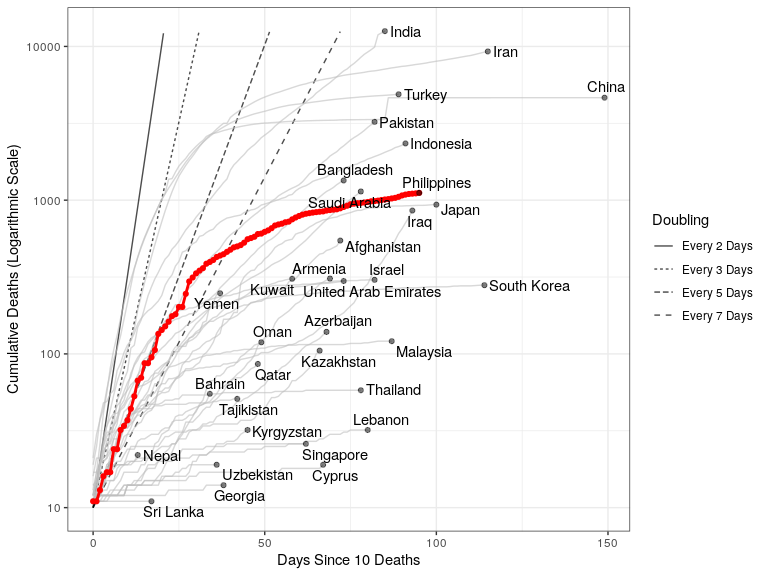 India
10000
Iran
China
Turkey
Pakistan
Indonesia
Bangladesh
Philippines
1000
Saudi Arabia
Japan
Iraq
Afghanistan
Armenia
Israel
Kuwait
United Arab Emirates
South Korea
Yemen
Azerbaijan
Oman
100
Malaysia
Kazakhstan
Qatar
Bahrain
Thailand
Tajikistan
Lebanon
Kyrgyzstan
Nepal
Singapore
Uzbekistan
Cyprus
Georgia
10
Sri Lanka
0
50
100
150
Days Since 10 Deaths
Cumulative Deaths (Logarithmic Scale)
Doubling
Every 2 Days
Every 3 Days
Every 5 Days
Every 7 Days